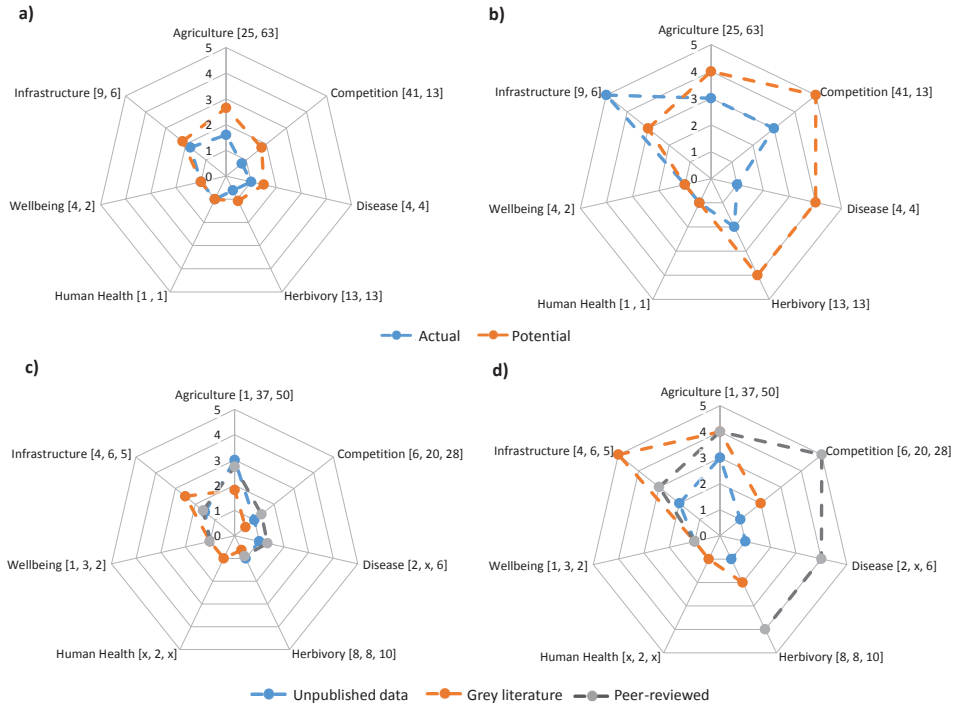 a)
Agriculture [25, 63]
5
4
3
2
1
0
Infrastructure [9, 6]
Competition [41, 13]
Wellbeing [4, 2]
Disease [4, 4]
Human Health [1 , 1]
Herbivory [13, 13]
b)
Agriculture [25, 63]
5
4
3
2
1
0
Infrastructure [9, 6]
Competition [41, 13]
Wellbeing [4, 2]
Disease [4, 4]
Human Health [1 , 1]
Herbivory [13, 13]
Actual Potential
c)
Agriculture [1, 37, 50]
5
4
3
2
1
0
Infrastructure [4, 6, 5]
Competition [6, 20, 28]
Wellbeing [1, 3, 2]
Disease [2, x, 6]
Human Health [x, 2, x]
Herbivory [8, 8, 10]
d)
Agriculture [1, 37, 50]
5
4
3
2
1
0
Infrastructure [4, 6, 5]
Competition [6, 20, 28]
Wellbeing [1, 3, 2]
Disease [2, x, 6]
Human Health [x, 2, x]
Herbivory [8, 8, 10]
Unpublished data Grey literature Peer-reviewed